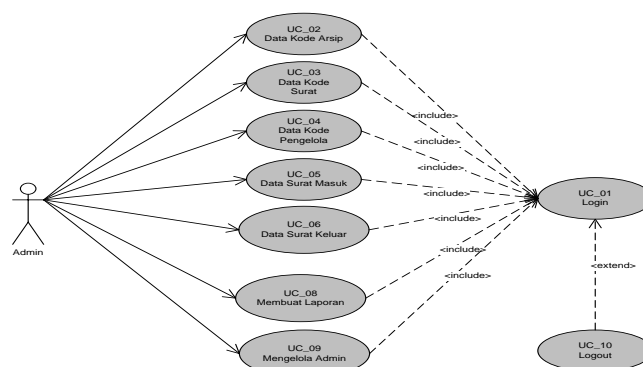 UC_02
Data Kode Arsip
UC_03
Data Kode
Surat
UC_04
Data Kode
Pengelola
UC_05
Data Surat Masuk
UC_06
Data Surat Keluar
UC_08
Membuat Laporan
UC_09
Mengelola Admin
Admin
<include>
<include>
<include>
<include>
<include>
<include>
<include>
UC_01
Login
<extend>
UC_10
Logout